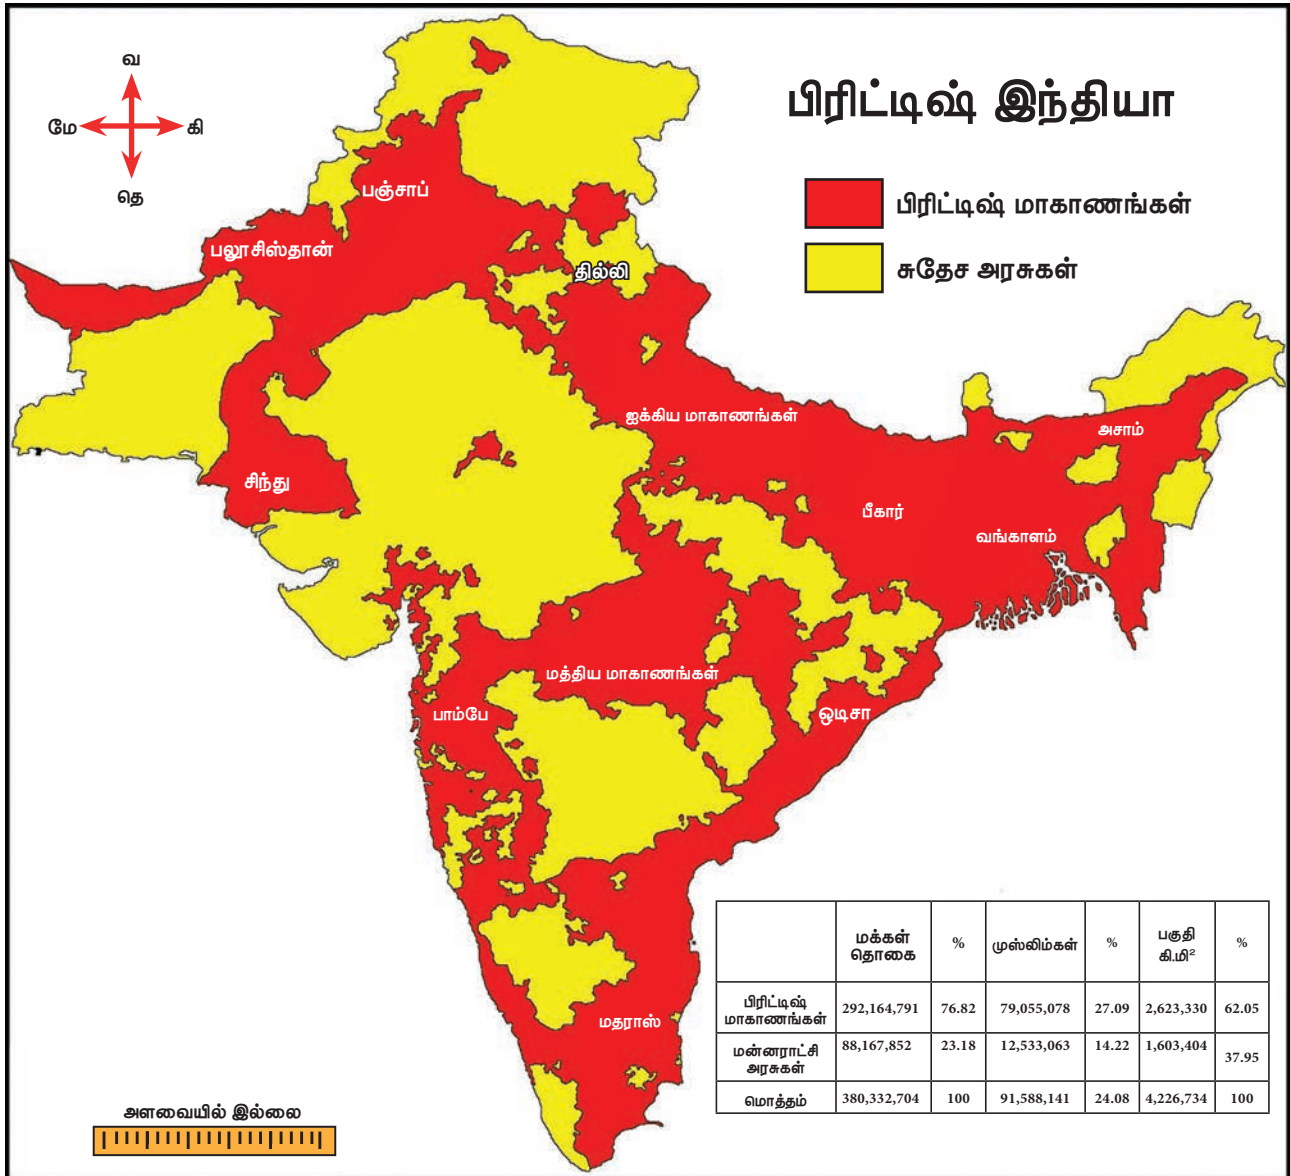 பிரிட்டிஷ் இந்தியா
வ
மே
கி
தெ
பிரிட்டிஷ் மாகாணங்கள்
சுதேச அரசுகள்
பஞ்சாப்
பலூசிஸ்தான்
தில்லி
ஐக்கிய மாகாணங்கள்
அசாம்
சிந்து
பீகார்
வங்காளம்
மத்திய மாகாணங்கள்
பாம்பே
ஒடிசா
மதராஸ்
மக்கள் தொகை % முஸ்லிம்கள் % பகுதி கி.மி² %
பிரிட்டிஷ் மாகாணங்கள் 292,164,791 76.82 79,055,078 27.09 2,623,330 62.05
மன்னராட்சி அரசுகள் 88,167,852 23.18 12,533,063 14.22 1,603,404 37.95
மொத்தம் 380,332,704 100 91,588,141 24.08 4,226,734 100
அளவையில் இல்லை